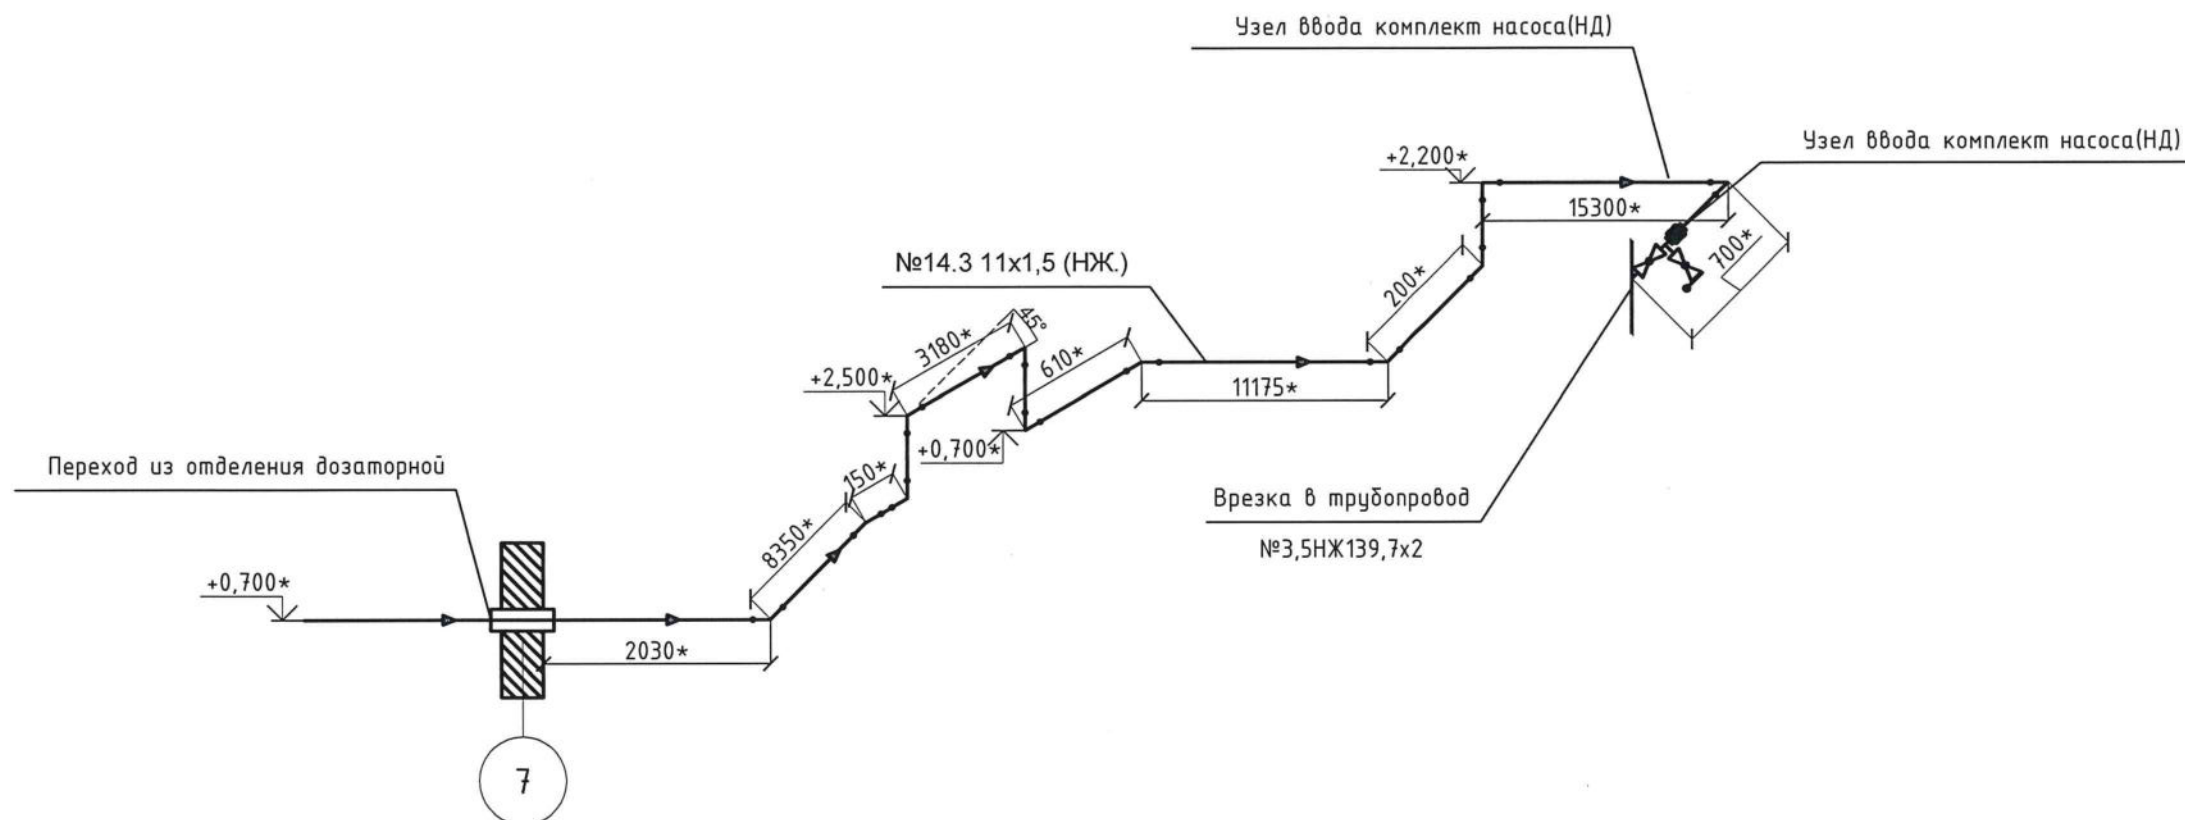 Узел ввода комплект насоса(НД)
Узел ввода комплект насоса(НД)
+2,200*
15300*
700*
№14.3 11x1,5 (НЖ.)
200*
45°
3180*
610*
+2,500*
11175*
+0,700*
Переход из отделения дозаторной
150*
Врезка в трубопровод
№3,5НЖ139,7x2
8350*
+0,700*
2030*
7